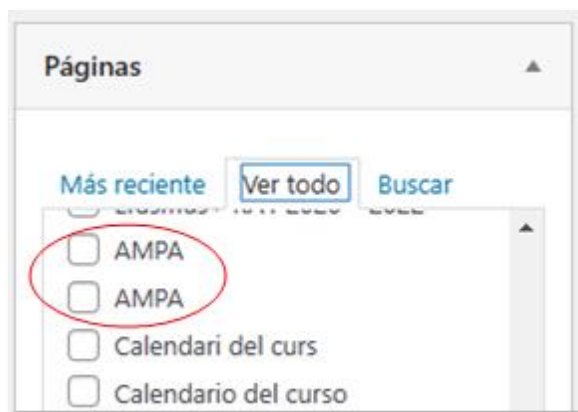 Páginas
Más reciente Ver todo Buscar
AMPA
AMPA
Calendari del curs
Calendario del curso